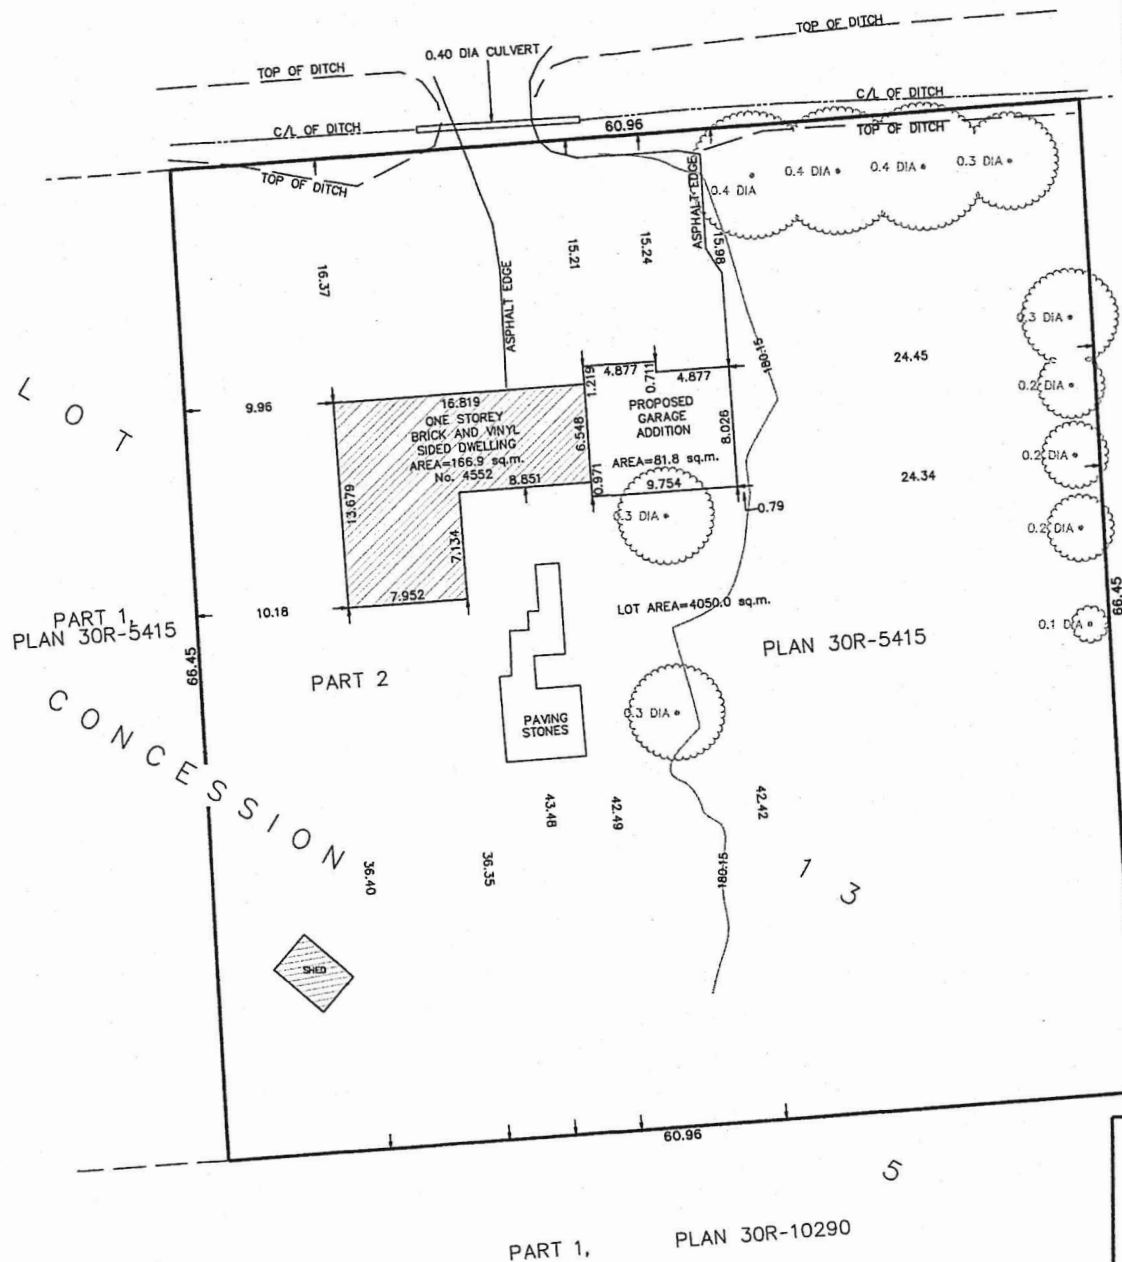 TOP OF DITCH
0.40 DIA CULVERT
TOP OF DITCH
C/L OF DITCH
C/L OF DITCH
60.96
TOP OF DITCH
TOP OF DITCH
ASPHALT EDGE
0.4 DIA
0.4 DIA
0.4 DIA
0.3 DIA
16.37
15.21
15.24
15.98
ASPHALT EDGE
0.3 DIA
180.15
24.45
LOT
9.96
16.819
1.219
4.877
0.711
4.877
0.2 DIA
ONE STOREY
BRICK AND VINYL
SIDED DWELLING
AREA=166.9 sq.m.
No. 4552
6.548
PROPOSED
GARAGE
ADDITION
AREA=81.8 sq.m.
8.026
0.2 DIA
24.34
13.679
8.851
0.971
9.754
0.79
0.3 DIA
0.2 DIA
7.134
7.952
10.18
LOT AREA=4050.0 sq.m.
0.1 DIA
66.45
PART 1,
PLAN 30R-5415
66.45
PART 2
PLAN 30R-5415
0.3 DIA
PAVING
STONES
CONCESSION
43.48
42.49
42.42
36.40
36.35
180.15
13
SHED
60.96
5
PART 1, PLAN 30R-10290